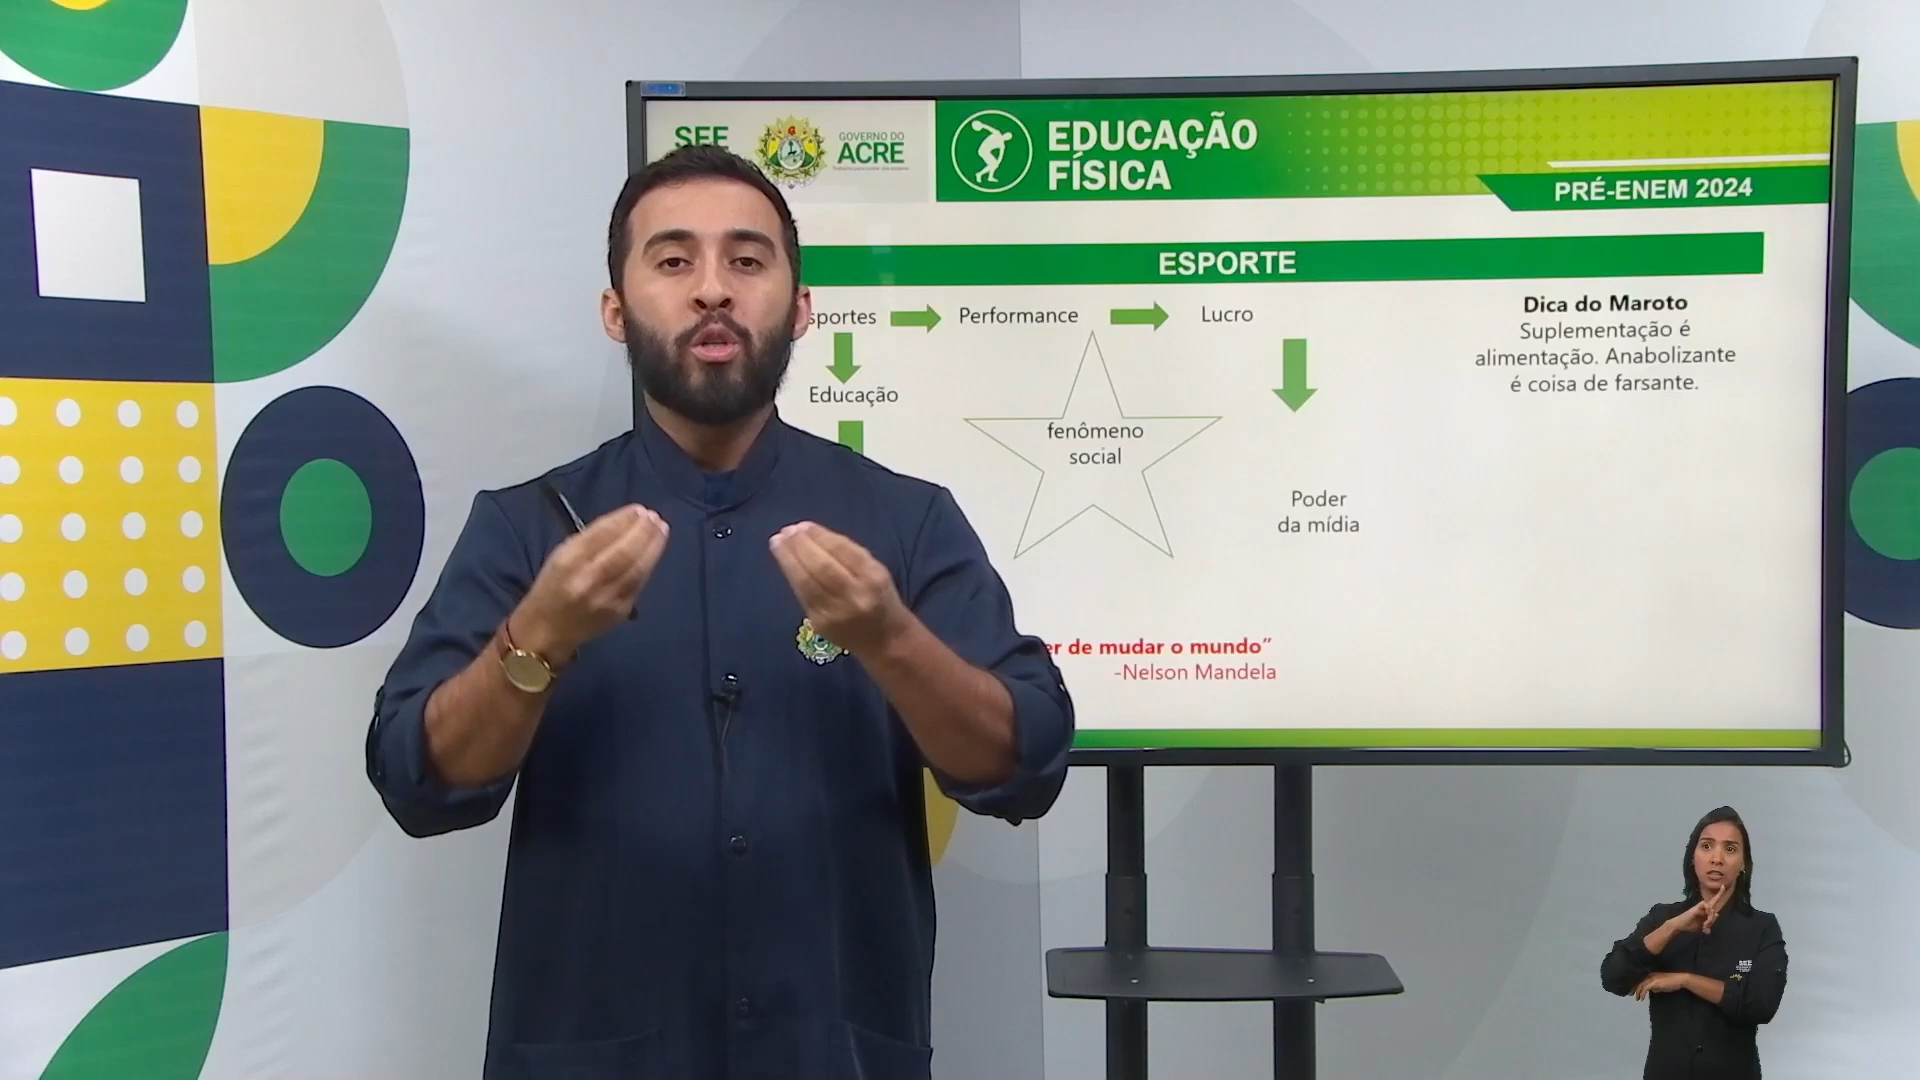 SEE
GOVERNO DO
ACRE
EDUCAÇÃO
FÍSICA
PRÉ-ENEM 2024
ESPORTE
sportes
Performance
Lucro
Educação
fenômeno
social
Poder
da mídia
Dica do Maroto
Suplementação é
alimentação. Anabolizante
é coisa de farsante.
er de mudar o mundo”
-Nelson Mandela
SEE